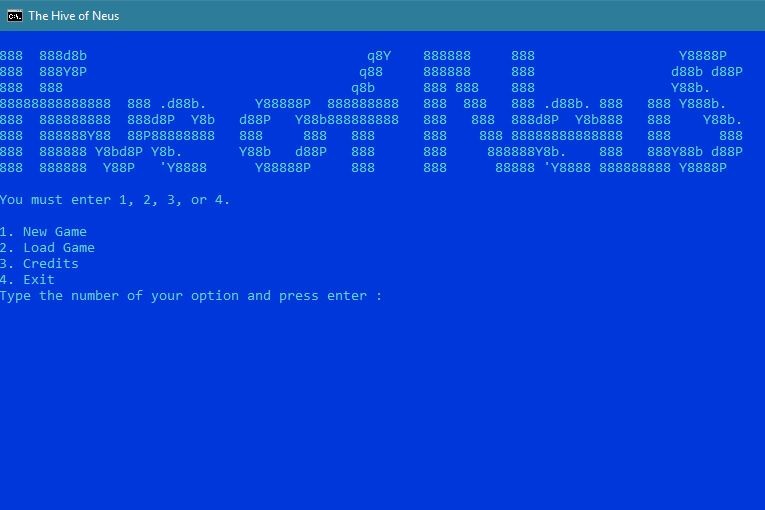 The Hive of Neus
888  888d8b                                   q8Y    888888     888                  Y8888P
888  888Y8P                                  q88     888888     888                 d88b d88P
888  888                                    q8b      888 888    888                 Y88b.
88888888888888  888 .d88b.      Y88888P  888888888   888  888   888 .d88b. 888   888 Y888b.
888  888888888  888d8P  Y8b   d88P   Y88b888888888   888   888  888d8P  Y8b888   888    Y88b.
888  888888Y88  88P88888888   888     888   888      888    888 88888888888888   888      888
888  888888 Y8bd8P Y8b.       Y88b   d88P   888      888     888888Y8b.    888   888Y88b d88P
888  888888  Y88P   'Y8888      Y88888P     888      888      88888 'Y8888 888888888 Y8888P
You must enter 1, 2, 3, or 4.
1. New Game
2. Load Game
3. Credits
4. Exit
Type the number of your option and press enter :